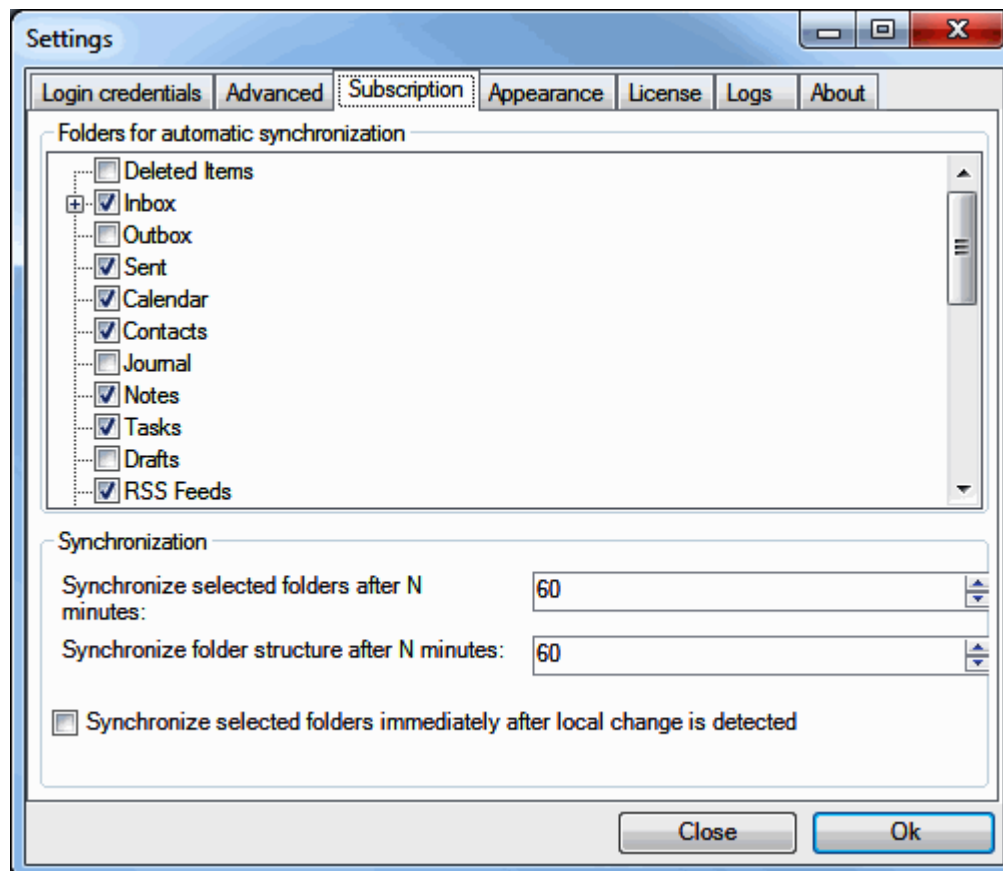 Settings
Login credentials Advanced Subscription Appearance License Logs About
Folders for automatic synchronization
Deleted Items
Inbox
Outbox
Sent
Calendar
Contacts
Journal
Notes
Tasks
Drafts
RSS Feeds
Synchronization
Synchronize selected folders after N
minutes:
60
Synchronize folder structure after N minutes: 60
Synchronize selected folders immediately after local change is detected
Close Ok